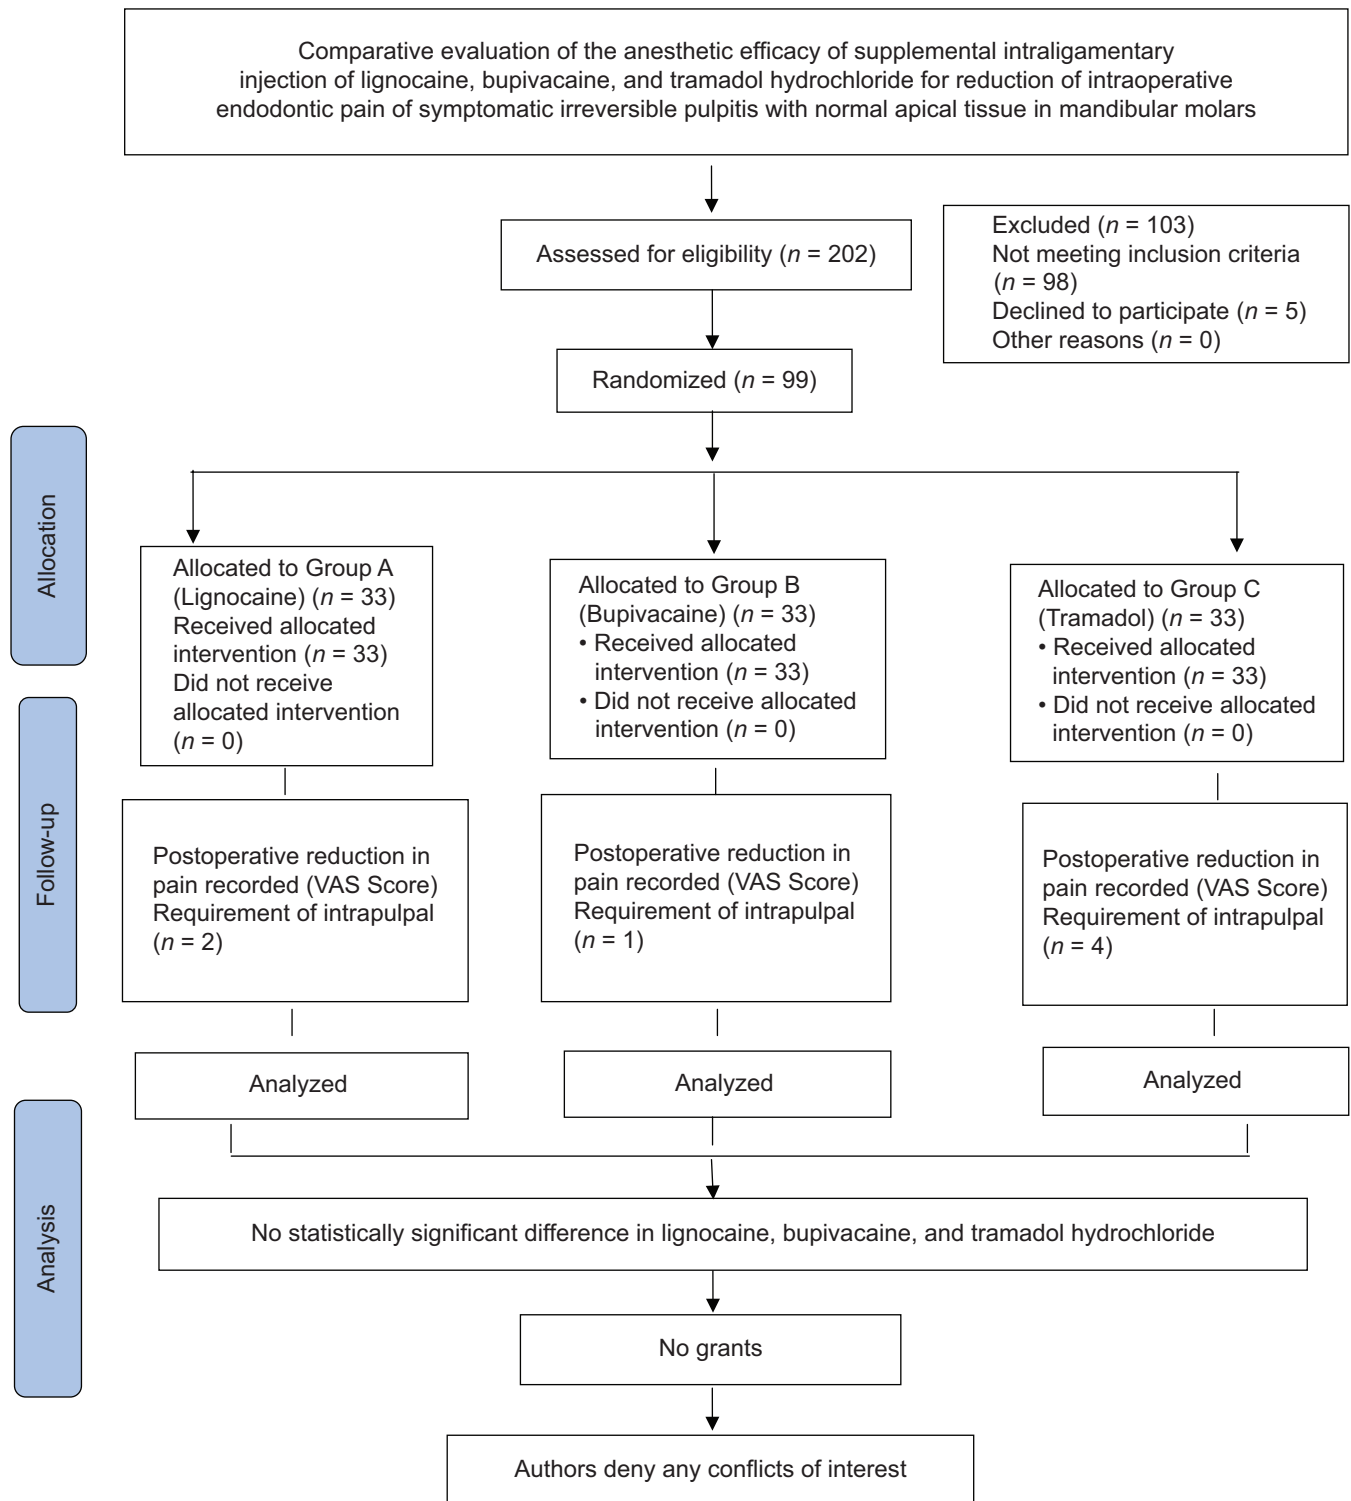 Comparative evaluation of the anesthetic efficacy of supplemental intraligamentary
injection of lignocaine, bupivacaine, and tramadol hydrochloride for reduction of intraoperative
endodontic pain of symptomatic irreversible pulpitis with normal apical tissue in mandibular molars
Assessed for eligibility (n = 202)
Excluded (n = 103)
Not meeting inclusion criteria
(n = 98)
Declined to participate (n = 5)
Other reasons (n = 0)
Randomized (n = 99)
Allocation
Allocated to Group A
(Lignocaine) (n = 33)
Received allocated
intervention (n = 33)
Did not receive
allocated intervention
(n = 0)
Allocated to Group B
(Bupivacaine) (n = 33)
• Received allocated
intervention (n = 33)
• Did not receive allocated
intervention (n = 0)
Allocated to Group C
(Tramadol) (n = 33)
• Received allocated
intervention (n = 33)
• Did not receive allocated
intervention (n = 0)
Follow-up
Postoperative reduction in
pain recorded (VAS Score)
Requirement of intrapulpal
(n = 2)
Postoperative reduction in
pain recorded (VAS Score)
Requirement of intrapulpal
(n = 1)
Postoperative reduction in
pain recorded (VAS Score)
Requirement of intrapulpal
(n = 4)
Analyzed
Analyzed
Analyzed
Analysis
No statistically significant difference in lignocaine, bupivacaine, and tramadol hydrochloride
No grants
Authors deny any conflicts of interest